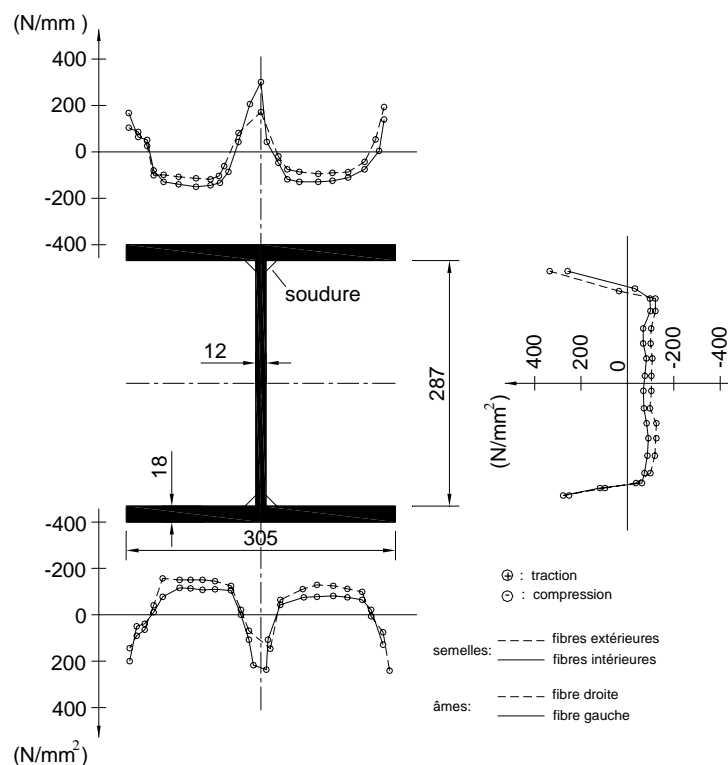 (N/mm )
400
200
0
-200
-400
soudure
12
287
18
305
400
200
0
-200
-400
(N/mm2)
-400
-200
0
200
400
(N/mm2)
+ : traction
- : compression
semelles: fibres extérieures
fibres intérieures
âmes: fibre droite
fibre gauche